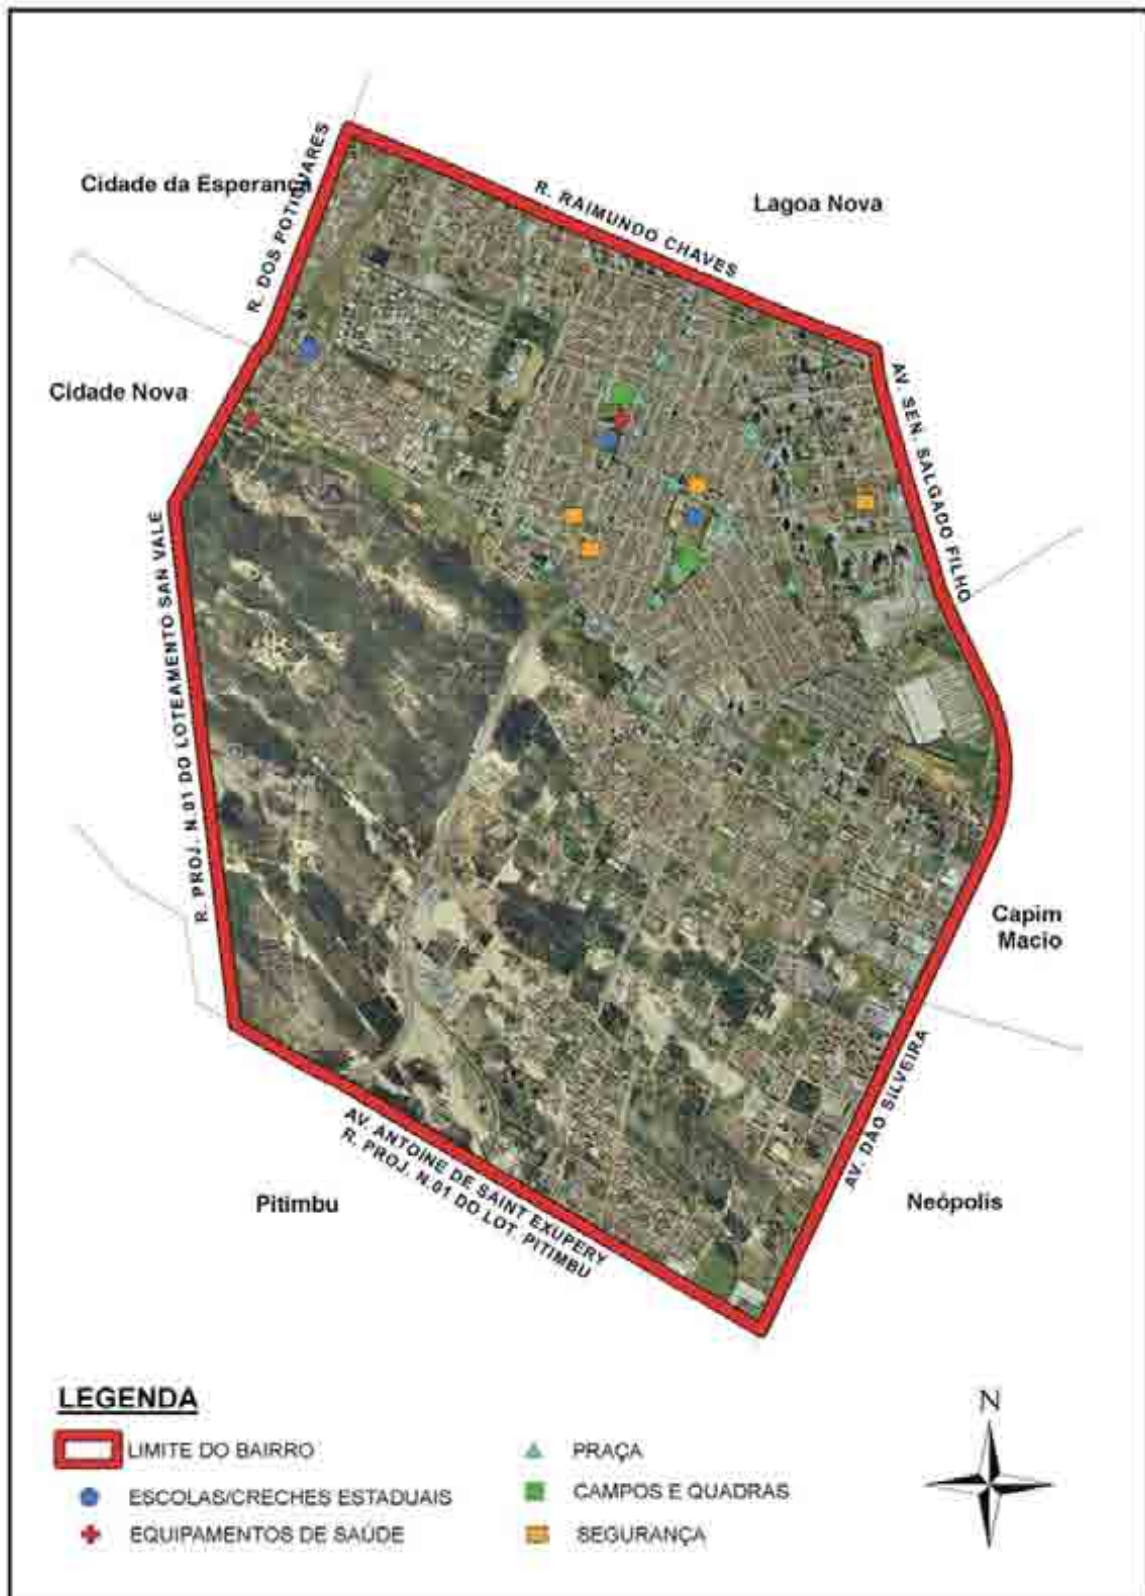 Cidade da Esperança
R. DOS POTIGUARES
R. RAIMUNDO CHAVES
Lagoa Nova
Cidade Nova
AV. SEN. SALGADO FILHO
R. PROJ. N.01 DO LOTEAMENTO SAN VALE
Capim
Macio
AV. DÃO SILVEIRA
AV. ANTOINE DE SAINT EXUPERY
R. PROJ. N.01 DO LOT. PITIMBU
Pitimbu
Neópolis
LEGENDA
N
LIMITE DO BAIRRO
PRAÇA
ESCOLAS/CRECHES ESTADUAIS
CAMPOS E QUADRAS
EQUIPAMENTOS DE SAÚDE
SEGURANÇA